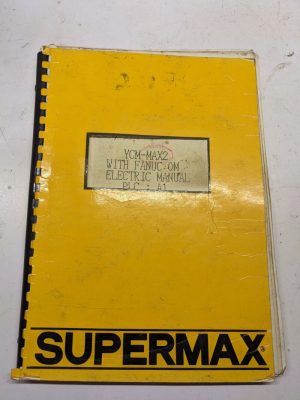 YCM-MAX2
WITH FANUC OM
ELECTRIC MANUAL
PLC : A1
SUPERMAX